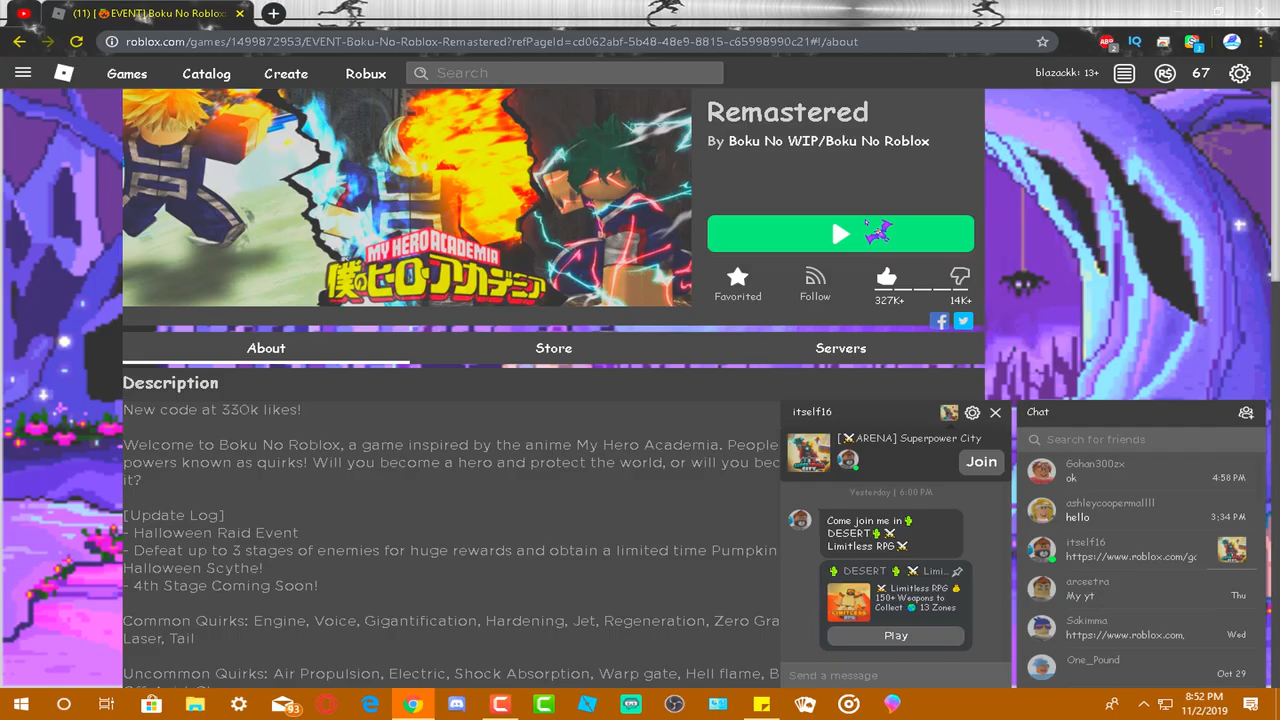 (11) [🎃EVENT] Boku No Roblox:
roblox.com/games/1499872953/EVENT-Boku-No-Roblox-Remastered?refPageId=cd062abf-5b48-48e9-8815-c65998990c21#!/about
ABP
2
IQ
2
Games
Catalog
Create
Robux
Search
blazackk: 13+
R$
67
Remastered
By Boku No WIP/Boku No Roblox
MY HERO ACADEMIA
僕のヒーローアカデミア
Favorited
Follow
327K+
14K+
About
Store
Servers
Description
New code at 330k likes!
Welcome to Boku No Roblox, a game inspired by the anime My Hero Academia. People
powers known as quirks! Will you become a hero and protect the world, or will you bec
it?
[Update Log]
- Halloween Raid Event
- Defeat up to 3 stages of enemies for huge rewards and obtain a limited time Pumpkin
Halloween Scythe!
- 4th Stage Coming Soon!
Common Quirks: Engine, Voice, Gigantification, Hardening, Jet, Regeneration, Zero Gra
Laser, Tail
Uncommon Quirks: Air Propulsion, Electric, Shock Absorption, Warp gate, Hell flame, B
itself16
[⚔️ARENA] Superpower City
Join
Yesterday | 6:00 PM
Come join me in🌵
DESERT🌵⚔️
Limitless RPG⚔️
🌵 DESERT 🌵 ⚔️ Limi...
⚔️ Limitless RPG 💰
150+ Weapons to
Collect 🌍 13 Zones
LIMITLESS
Play
Send a message
Chat
Search for friends
Gohan300zx
ok
4:58 PM
ashleycoopermallll
hello
3:34 PM
itself16
https://www.roblox.com/gc
arceetra
My yt
Thu
Sakimma
https://www.roblox.com,
Wed
One_Pound
Oct 29
93
8:52 PM
11/2/2019